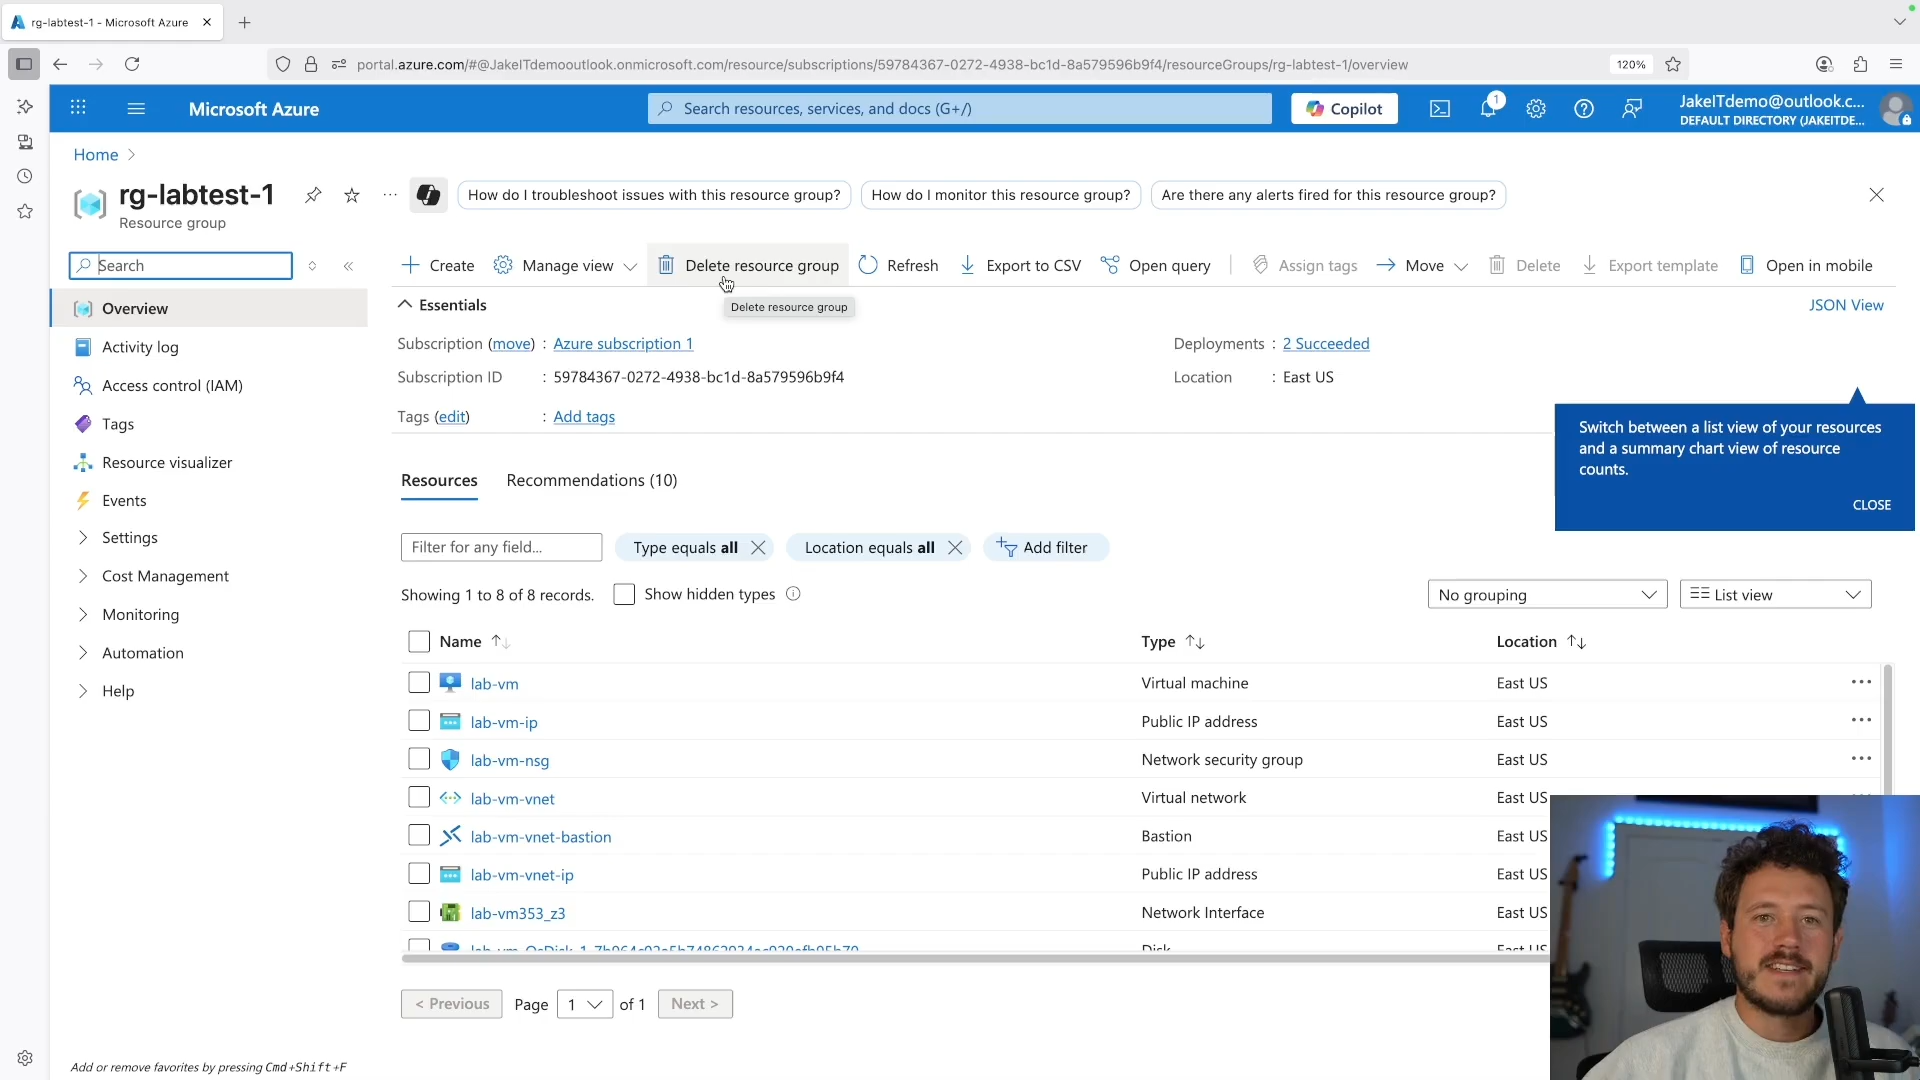 rg-labtest-1 - Microsoft Azure
portal.azure.com/#@JakeITdemooutlook.onmicrosoft.com/resource/subscriptions/59784367-0272-4938-bc1d-8a579596b9f4/resourceGroups/rg-labtest-1/overview
120%
Microsoft Azure
Search resources, services, and docs (G+/)
Copilot
1
JakeITdemo@outlook.c...
DEFAULT DIRECTORY (JAKEITDE...
Home
rg-labtest-1
Resource group
How do I troubleshoot issues with this resource group?
How do I monitor this resource group?
Are there any alerts fired for this resource group?
Search
Create
Manage view
Delete resource group
Refresh
Export to CSV
Open query
Assign tags
Move
Delete
Export template
Open in mobile
Delete resource group
Overview
Activity log
Access control (IAM)
Tags
Resource visualizer
Events
Settings
Cost Management
Monitoring
Automation
Help
Essentials
JSON View
Subscription (move) : Azure subscription 1
Deployments : 2 Succeeded
Subscription ID : 59784367-0272-4938-bc1d-8a579596b9f4
Location : East US
Tags (edit) : Add tags
Switch between a list view of your resources
and a summary chart view of resource
counts.
CLOSE
Resources
Recommendations (10)
Filter for any field...
Type equals all
Location equals all
Add filter
Showing 1 to 8 of 8 records.
Show hidden types
No grouping
List view
Name
Type
Location
lab-vm
Virtual machine
East US
lab-vm-ip
Public IP address
East US
lab-vm-nsg
Network security group
East US
lab-vm-vnet
Virtual network
East US
lab-vm-vnet-bastion
Bastion
East US
lab-vm-vnet-ip
Public IP address
East US
lab-vm353_z3
Network Interface
East US
Disk
East US
< Previous
Page
1
of 1
Next >
Add or remove favorites by pressing Cmd+Shift+F